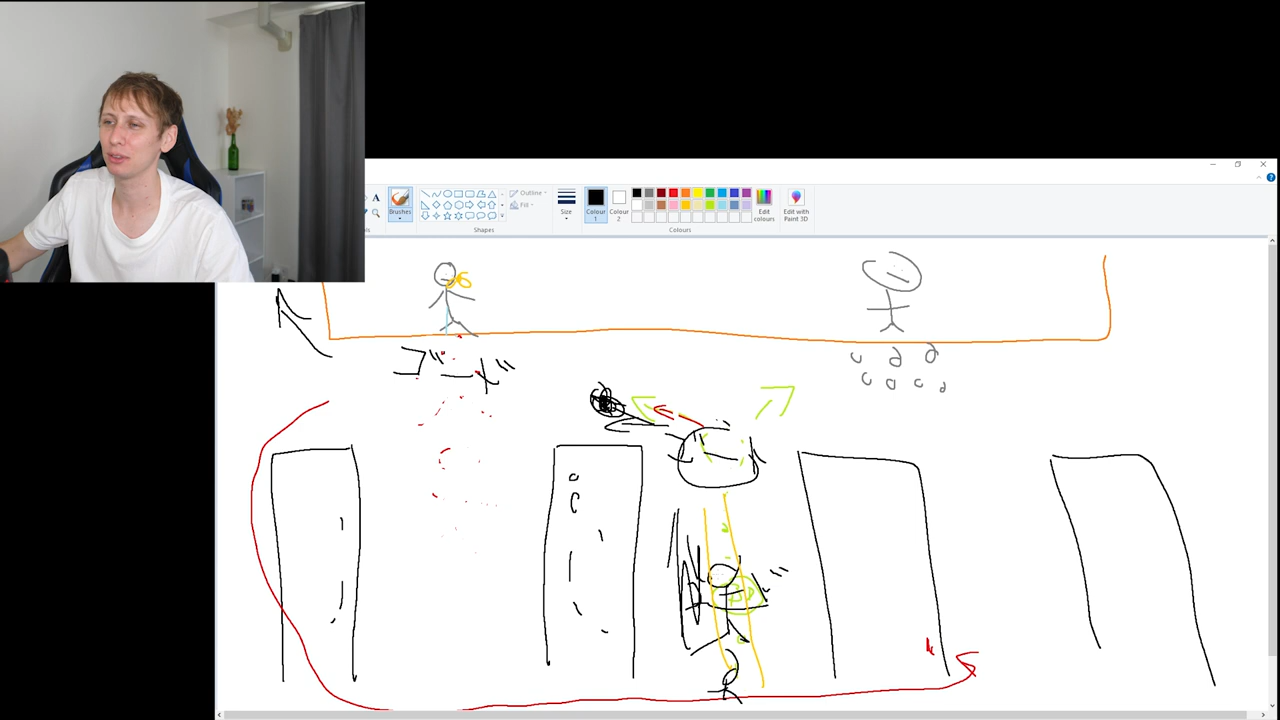 A
Outline
Fill
Brushes
Size
Colour
1
Colour
2
Edit
colours
Edit with
Paint 3D
Shapes
Colours